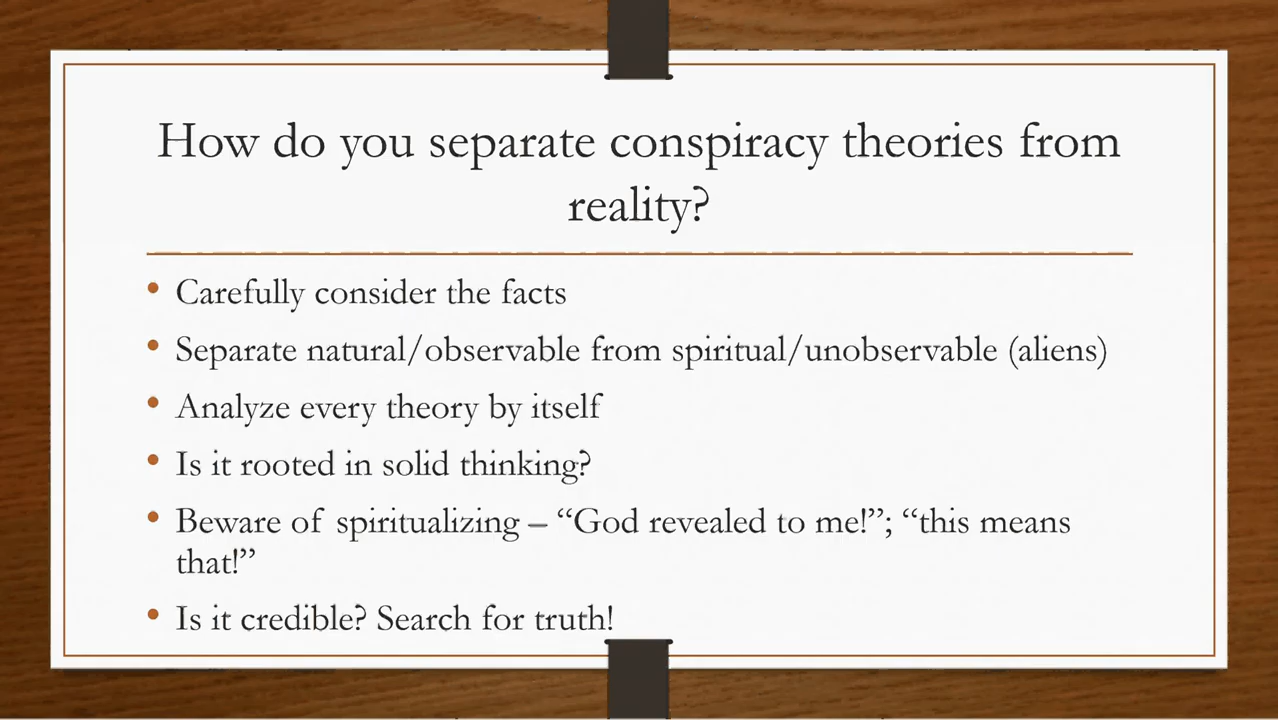 How do you separate conspiracy theories from
reality?
• Carefully consider the facts
• Separate natural/observable from spiritual/unobservable (aliens)
• Analyze every theory by itself
• Is it rooted in solid thinking?
• Beware of spiritualizing – “God revealed to me!”; “this means
that!”
• Is it credible? Search for truth!